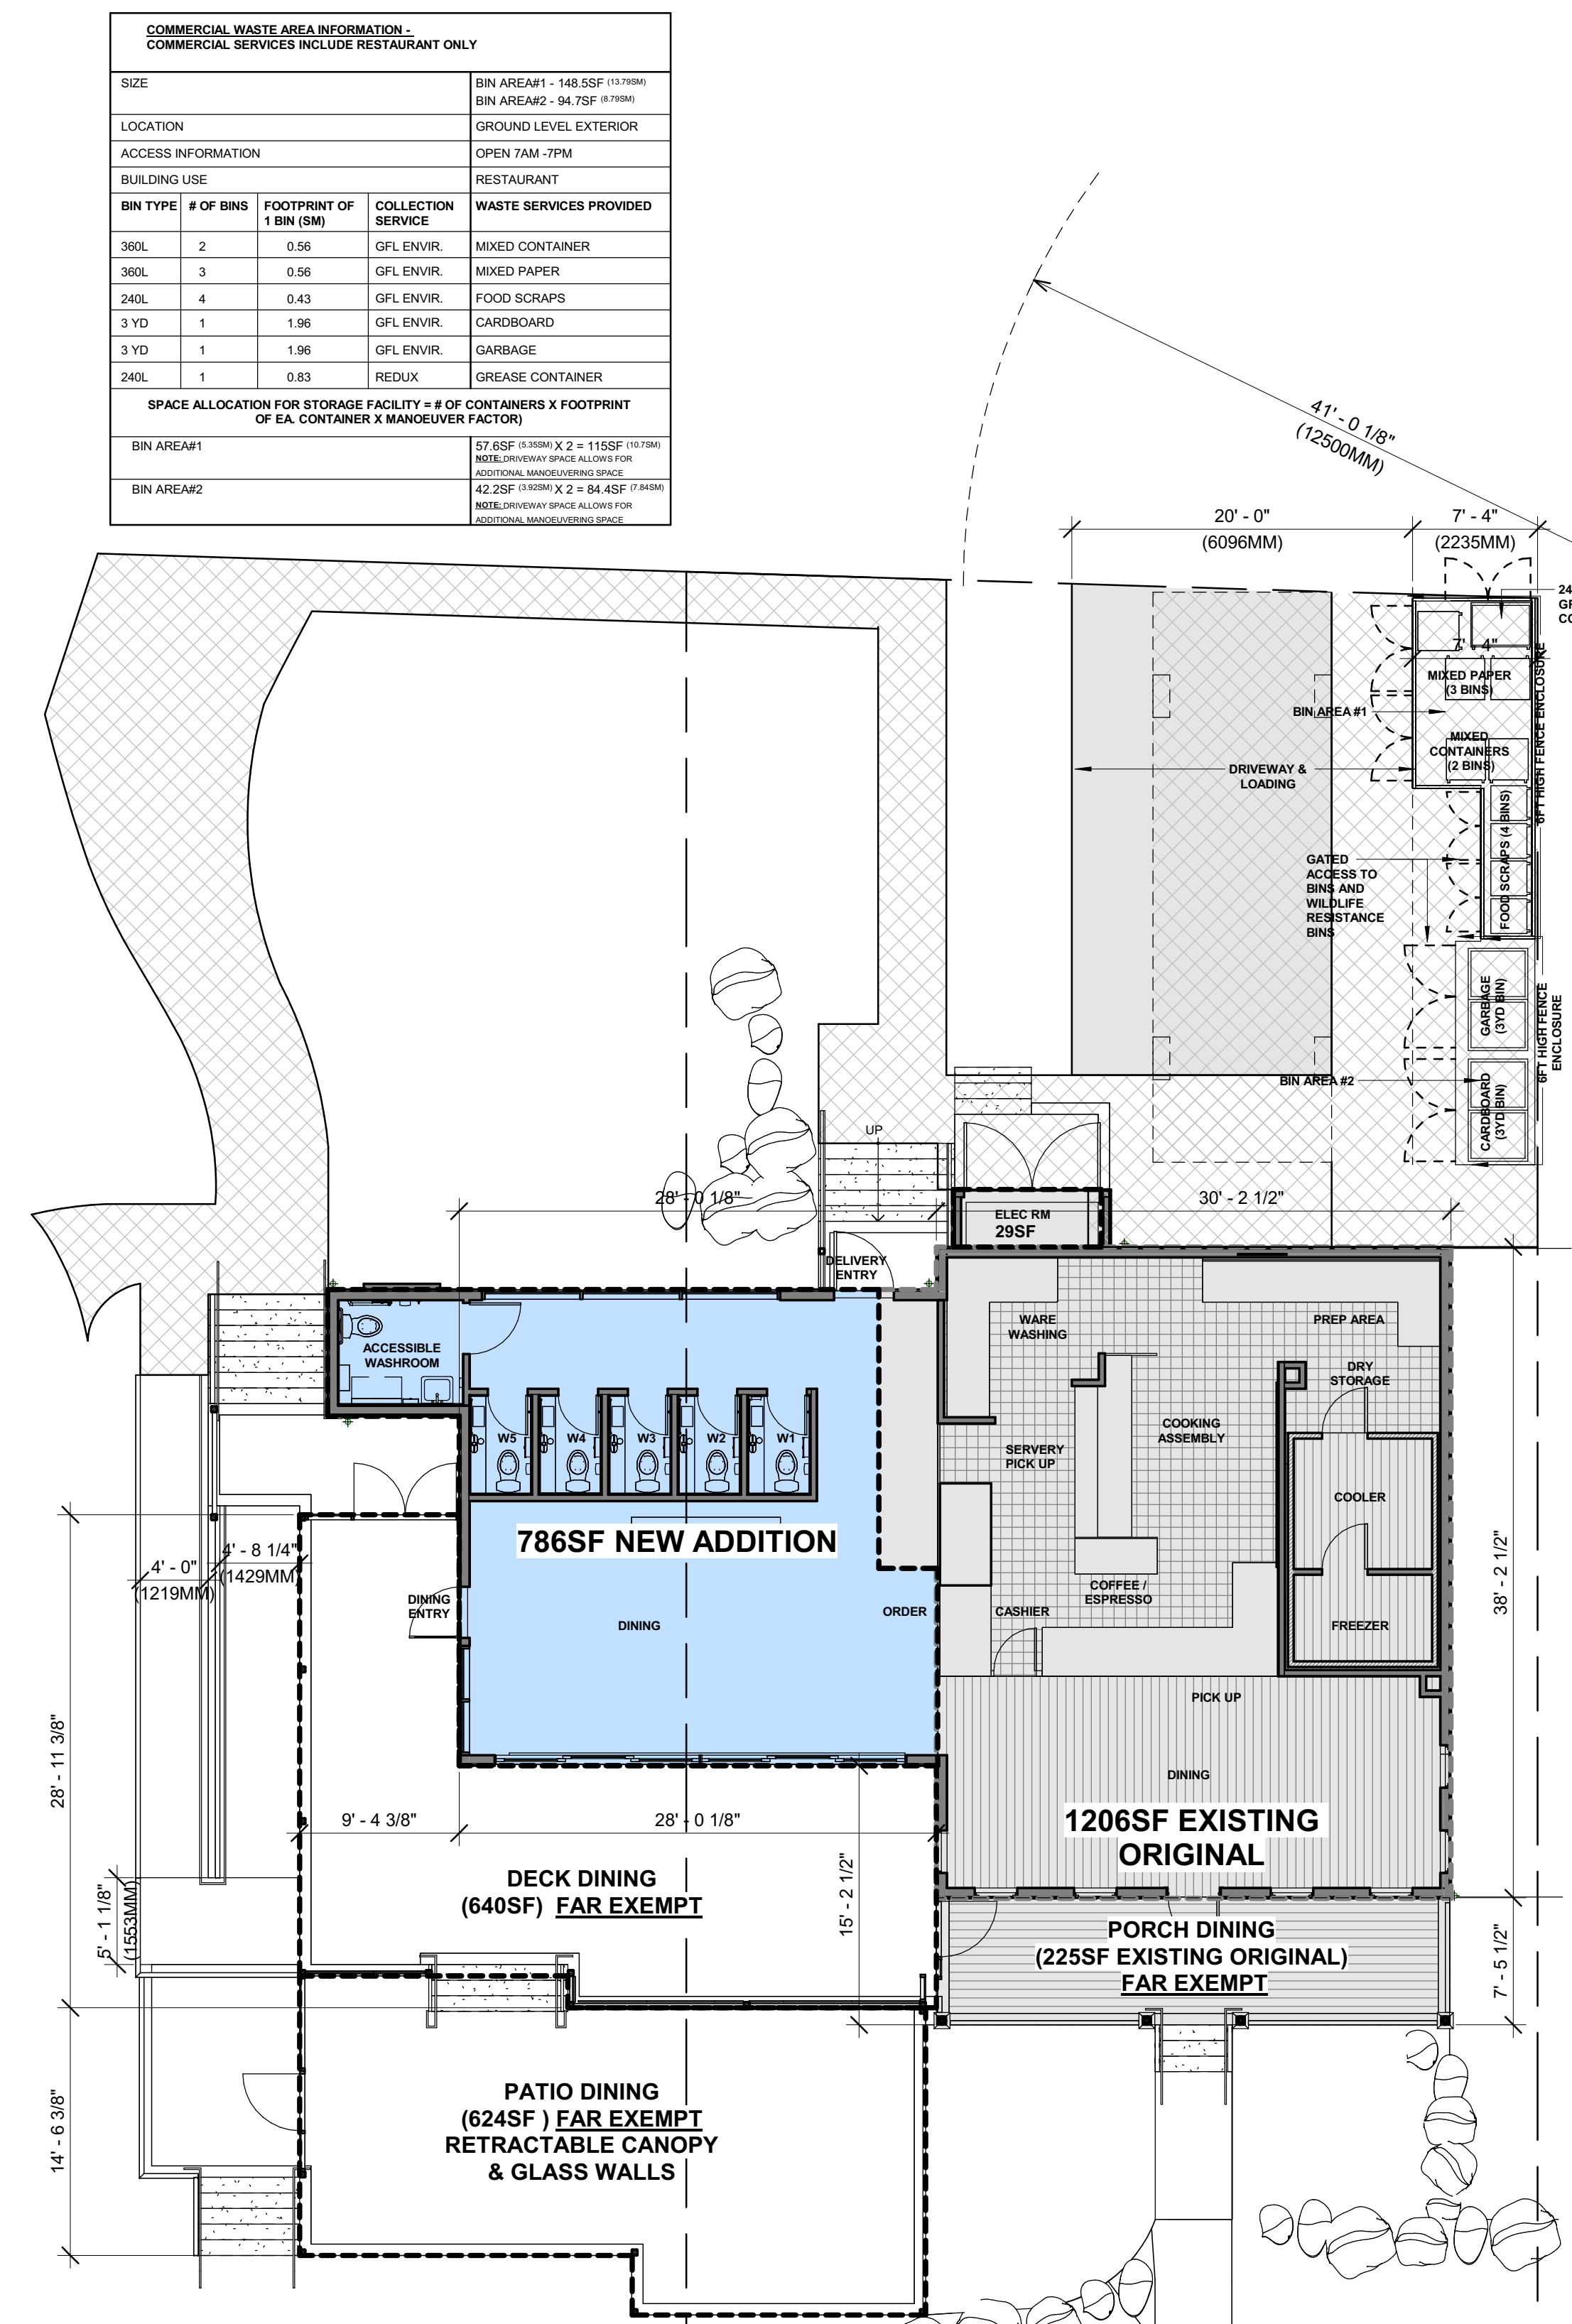 COMMERCIAL WASTE AREA INFORMATION -
COMMERCIAL SERVICES INCLUDE RESTAURANT ONLY
SIZE
BIN AREA#1 - 148.5SF (13.79SM)
BIN AREA#2 - 94.7SF (8.79SM)
LOCATION GROUND LEVEL EXTERIOR
ACCESS INFORMATION OPEN 7AM -7PM
BUILDING USE RESTAURANT
BIN TYPE # OF BINS FOOTPRINT OF 1 BIN (SM) COLLECTION SERVICE WASTE SERVICES PROVIDED
360L 2 0.56 GFL ENVIR. MIXED CONTAINER
360L 3 0.56 GFL ENVIR. MIXED PAPER
240L 4 0.43 GFL ENVIR. FOOD SCRAPS
3 YD 1 1.96 GFL ENVIR. CARDBOARD
3 YD 1 1.96 GFL ENVIR. GARBAGE
240L 1 0.83 REDUX GREASE CONTAINER
SPACE ALLOCATION FOR STORAGE FACILITY = # OF CONTAINERS X FOOTPRINT
OF EA. CONTAINER X MANOEUVER FACTOR)
BIN AREA#1 57.6SF (5.35SM) X 2 = 115SF (10.7SM)
NOTE: DRIVEWAY SPACE ALLOWS FOR
ADDITIONAL MANOEUVERING SPACE
BIN AREA#2 42.2SF (3.92SM) X 2 = 84.4SF (7.84SM)
NOTE: DRIVEWAY SPACE ALLOWS FOR
ADDITIONAL MANOEUVERING SPACE
41' - 0 1/8"
(12500MM)
20' - 0"
(6096MM)
7' - 4"
(2235MM)
24
GR
CO
7' 4"
MIXED PAPER
(3 BINS)
BIN AREA #1
MIXED
CONTAINERS
(2 BINS)
6FT HIGH FENCE ENCLOSURE
DRIVEWAY &
LOADING
FOOD SCRAPS (4 BINS)
GATED
ACCESS TO
BINS AND
WILDLIFE
RESISTANCE
BINS
GARBAGE
(3YD BIN)
6FT HIGH FENCE
ENCLOSURE
BIN AREA #2
CARDBOARD
(3YD BIN)
UP
28' - 0 1/8"
30' - 2 1/2"
ELEC RM
29SF
DELIVERY
ENTRY
WARE
WASHING
PREP AREA
ACCESSIBLE
WASHROOM
DRY
STORAGE
COOKING
ASSEMBLY
W5 W4 W3 W2 W1
SERVERY
PICK UP
COOLER
786SF NEW ADDITION
4' - 8 1/4"
(1429MM)
4' - 0"
(1219MM)
38' - 2 1/2"
COFFEE /
ESPRESSO
DINING
ENTRY
DINING
ORDER
CASHIER
FREEZER
PICK UP
28' - 11 3/8"
DINING
9' - 4 3/8"
28' - 0 1/8"
1206SF EXISTING
ORIGINAL
DECK DINING
(640SF) FAR EXEMPT
15' - 2 1/2"
5' - 1 1/8"
(1553MM)
PORCH DINING
(225SF EXISTING ORIGINAL)
FAR EXEMPT
7' - 5 1/2"
PATIO DINING
(624SF ) FAR EXEMPT
RETRACTABLE CANOPY
& GLASS WALLS
14' - 6 3/8"